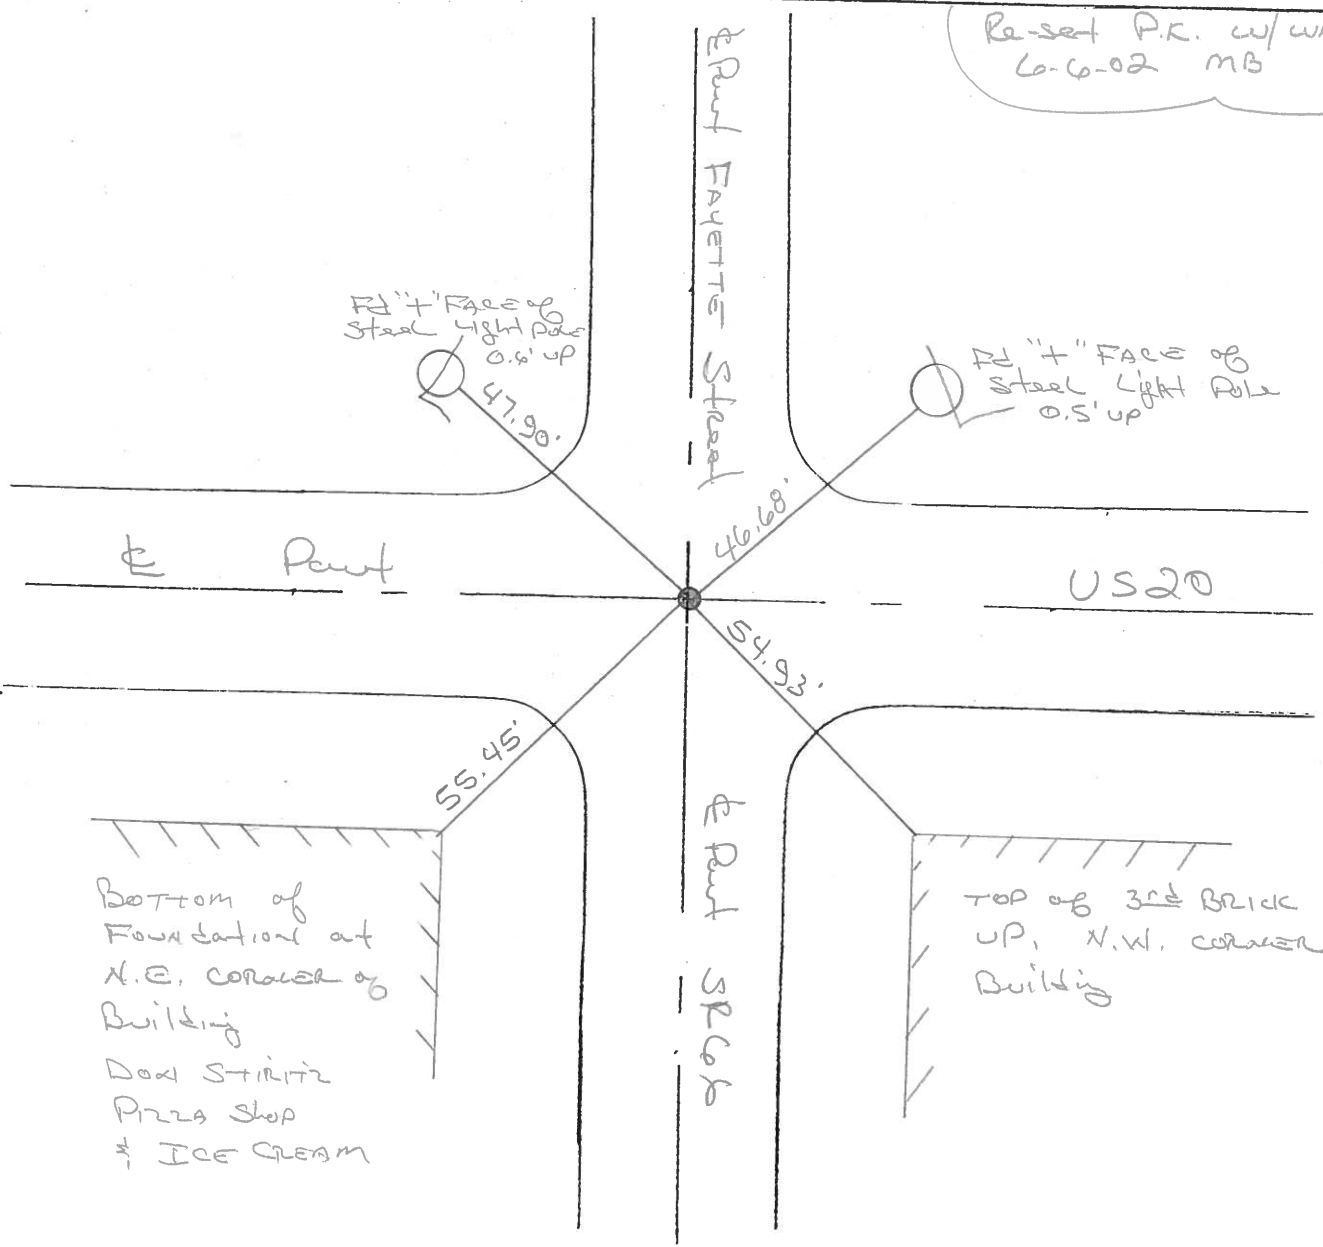 Re-set P.K. w/
6-6-02 MB
℄ Pavt FAYETTE Street
Fd "+" FACE of
Steel Light Pole
0.6' UP
47.90'
Fd "+" FACE of
Steel Light Pole
0.5' UP
46.68'
℄ Pavt
US20
54.93'
55.45'
℄ Pavt SR66
BOTTOM of
Foundation at
N.E. CORNER of
Building
DON STIRITZ
PIZZA Shop
& ICE CREAM
TOP of 3rd BRICK
UP, N.W. CORNER
Building